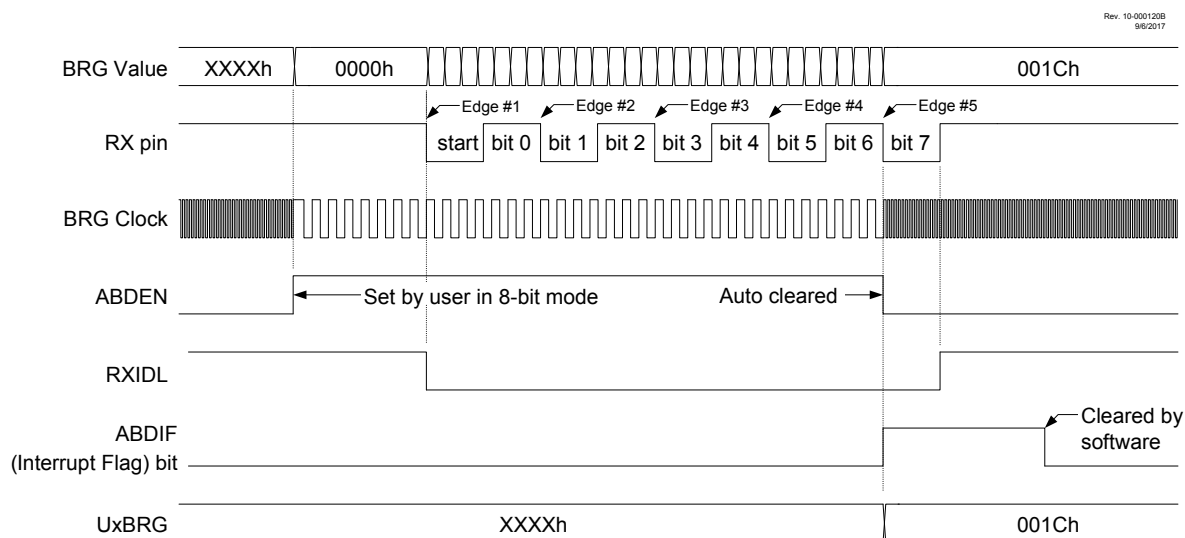 Rev. 10-000120B
9/6/2017
BRG Value XXXXh 0000h 001Ch
Edge #1 Edge #2 Edge #3 Edge #4 Edge #5
RX pin start bit 0 bit 1 bit 2 bit 3 bit 4 bit 5 bit 6 bit 7
BRG Clock
ABDEN Set by user in 8-bit mode Auto cleared
RXIDL
ABDIF
(Interrupt Flag) bit
Cleared by
software
UxBRG XXXXh 001Ch